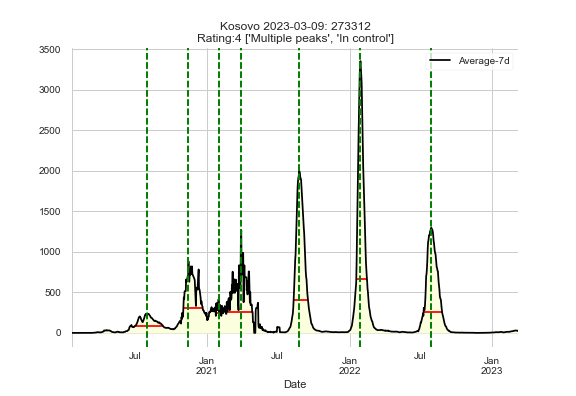 Kosovo 2023-03-09: 273312
Rating:4 ['Multiple peaks', 'In control']
3500
3000
2500
2000
1500
1000
500
0
Average-7d
Jul
Jan
2021
Jul
Jan
2022
Jul
Jan
2023
Date